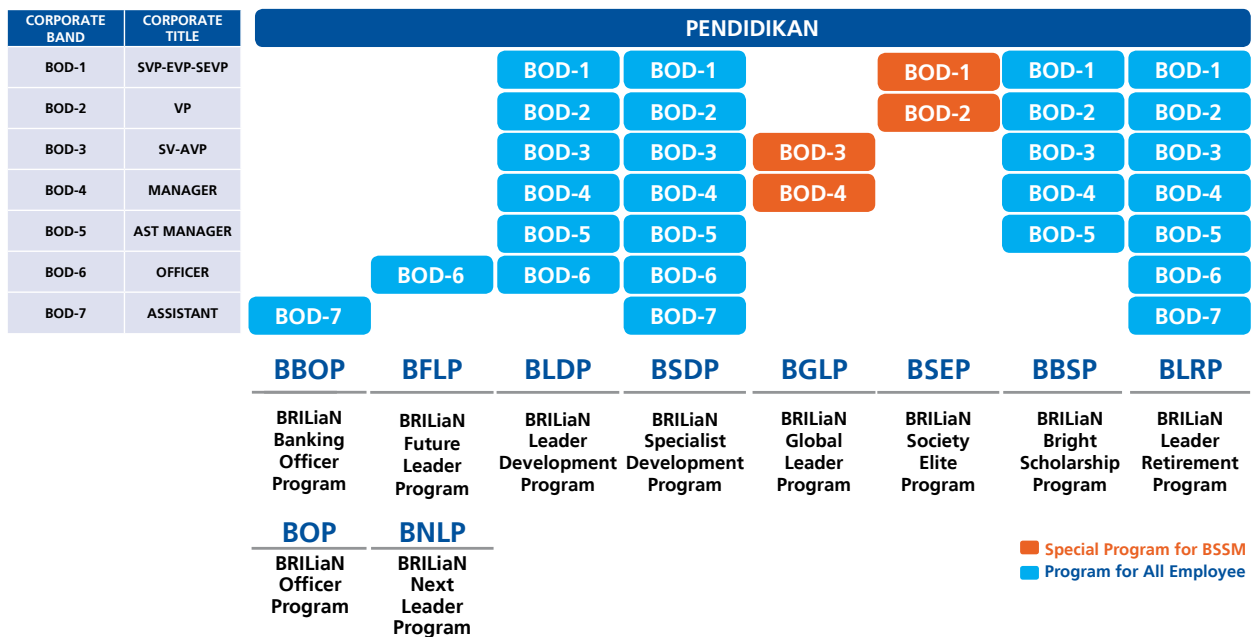 CORPORATE BAND
CORPORATE TITLE
PENDIDIKAN
BOD-1 SVP-EVP-SEVP BOD-1 BOD-1 BOD-1 BOD-1 BOD-1
BOD-2 VP BOD-2 BOD-2 BOD-2 BOD-2 BOD-2
BOD-3 SV-AVP BOD-3 BOD-3 BOD-3 BOD-3 BOD-3
BOD-4 MANAGER BOD-4 BOD-4 BOD-4 BOD-4 BOD-4
BOD-5 AST MANAGER BOD-5 BOD-5 BOD-5 BOD-5
BOD-6 OFFICER BOD-6 BOD-6 BOD-6 BOD-6
BOD-7 ASSISTANT BOD-7 BOD-7 BOD-7
BBOP BFLP BLDP BSDP BGLP BSEP BBSP BLRP
BRILiaN
Banking
Officer
Program
BRILiaN
Future
Leader
Program
BRILiaN
Leader
Development
Program
BRILiaN
Specialist
Development
Program
BRILiaN
Global
Leader
Program
BRILiaN
Society
Elite
Program
BRILiaN
Bright
Scholarship
Program
BRILiaN
Leader
Retirement
Program
BOP
BRILiaN
Officer
Program
BNLP
BRILiaN
Next
Leader
Program
Special Program for BSSM
Program for All Employee